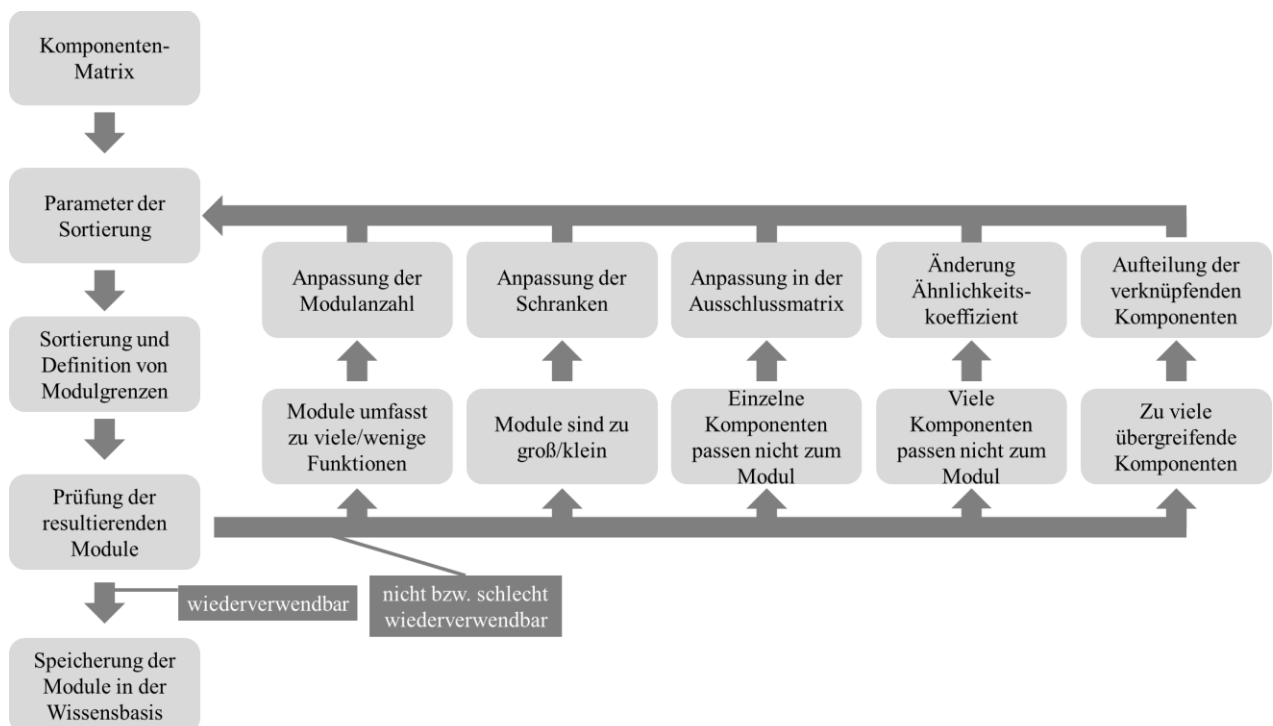 Komponenten-
Matrix
Parameter der
Sortierung
Sortierung und
Definition von
Modulgrenzen
Prüfung der
resultierenden
Module
Speicherung der
Module in der
Wissensbasis
Anpassung der
Modulanzahl
Anpassung der
Schranken
Anpassung in der
Ausschlussmatrix
Änderung
Ähnlichkeits-
koeffizient
Aufteilung der
verknüpfenden
Komponenten
Module umfasst
zu viele/wenige
Funktionen
Module sind zu
groß/klein
Einzelne
Komponenten
passen nicht zum
Modul
Viele
Komponenten
passen nicht zum
Modul
Zu viele
übergreifende
Komponenten
wiederverwendbar
nicht bzw. schlecht
wiederverwendbar